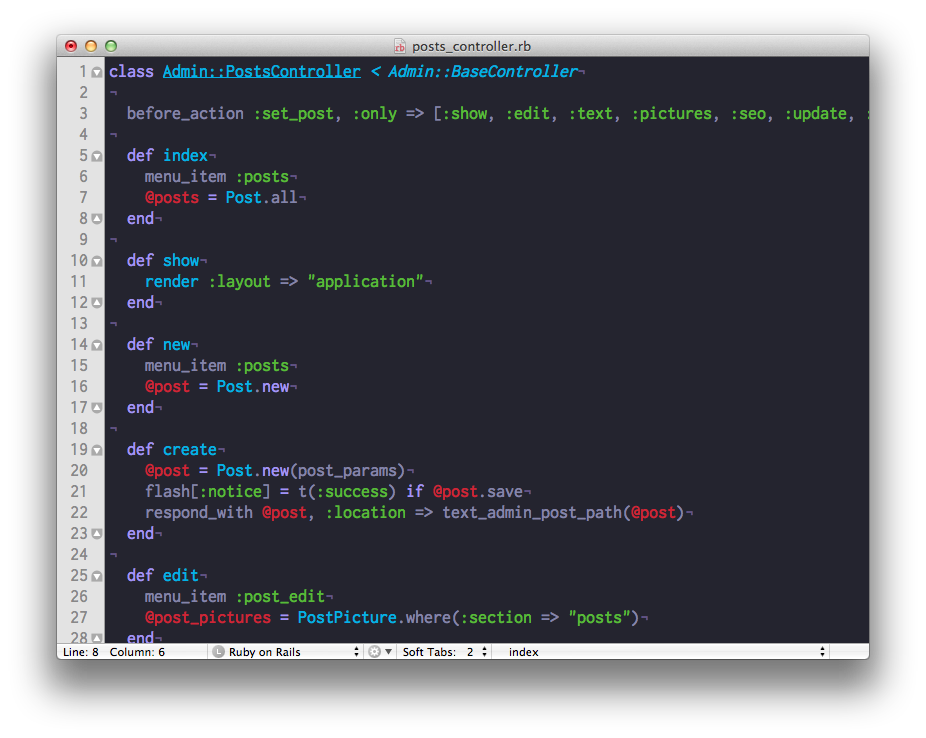 posts_controller.rb
1 class Admin::PostsController < Admin::BaseController¬
2 ¬
3   before_action :set_post, :only => [:show, :edit, :text, :pictures, :seo, :update, :
4 ¬
5   def index¬
6     menu_item :posts¬
7     @posts = Post.all¬
8   end¬
9 ¬
10   def show¬
11     render :layout => "application"¬
12   end¬
13 ¬
14   def new¬
15     menu_item :posts¬
16     @post = Post.new¬
17   end¬
18 ¬
19   def create¬
20     @post = Post.new(post_params)¬
21     flash[:notice] = t(:success) if @post.save¬
22     respond_with @post, :location => text_admin_post_path(@post)¬
23   end¬
24 ¬
25   def edit¬
26     menu_item :post_edit¬
27     @post_pictures = PostPicture.where(:section => "posts")¬
28   end¬
Line: 8 Column: 6 L Ruby on Rails Soft Tabs: 2 index